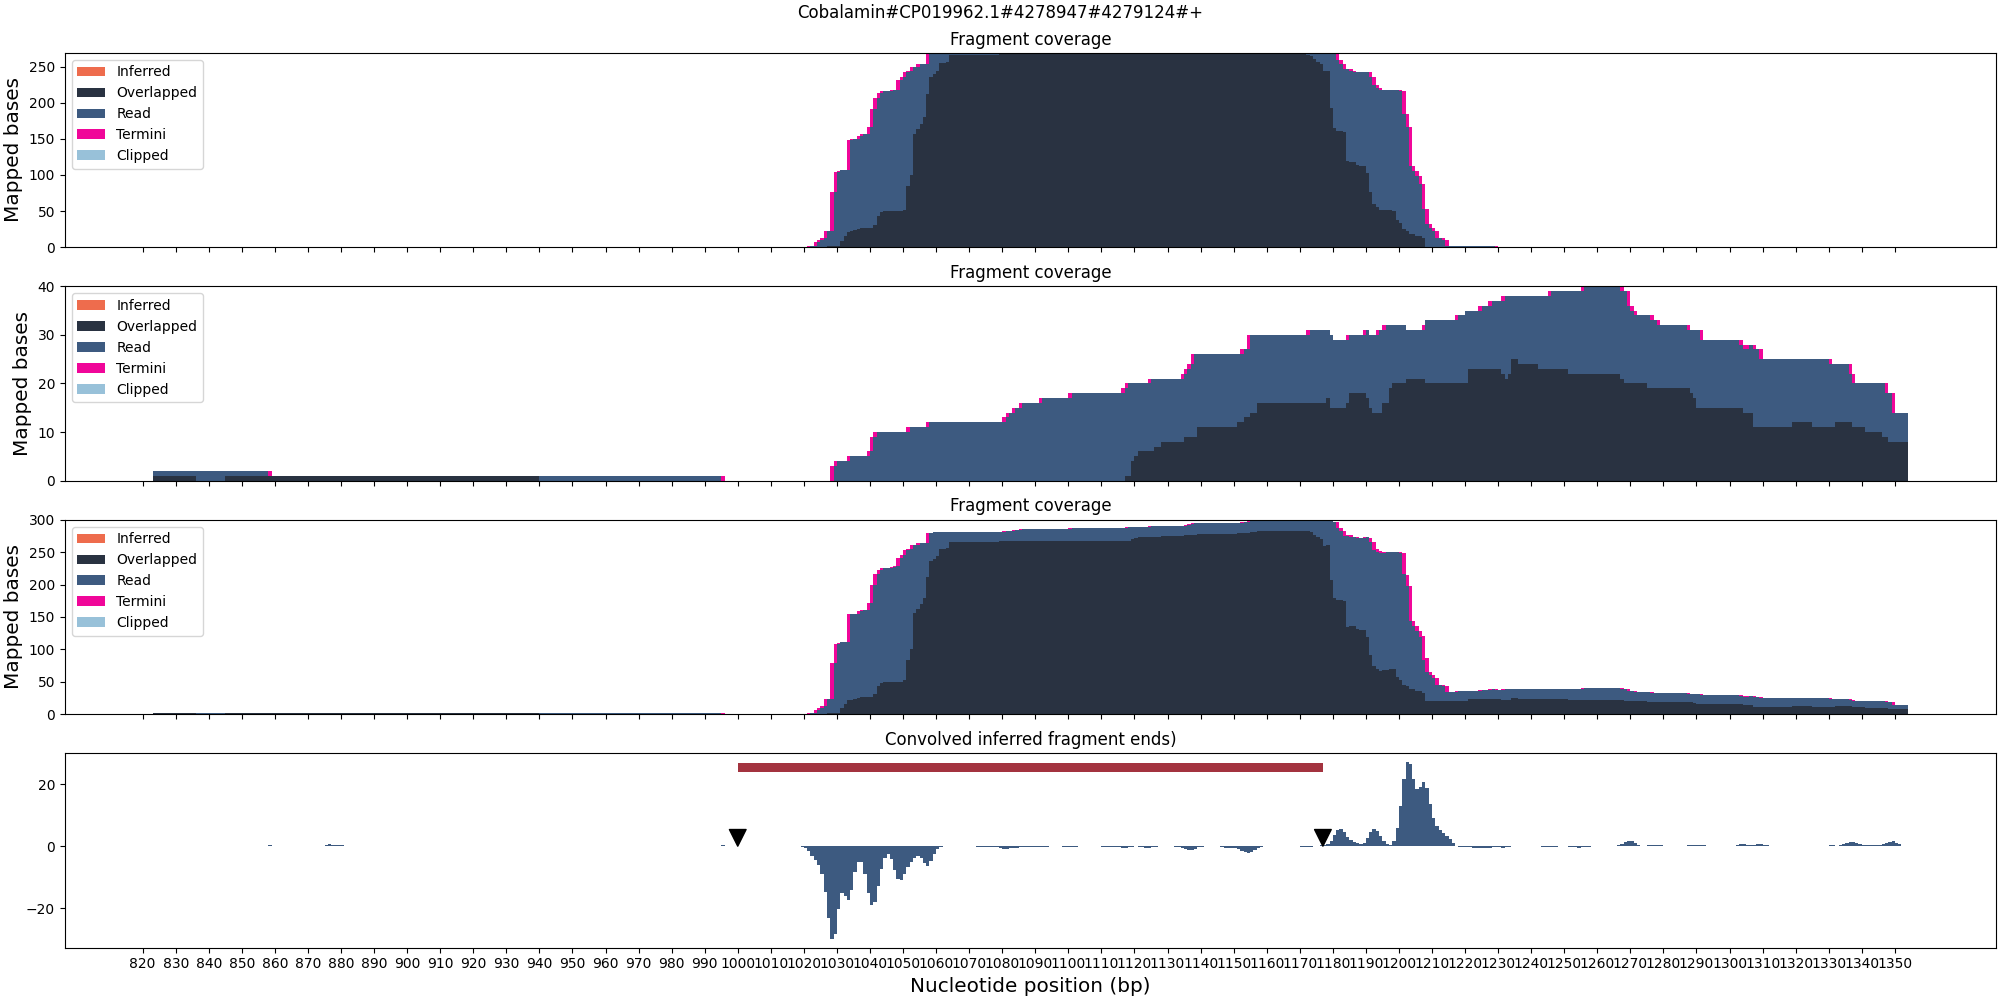 Cobalamin#CP019962.1#4278947#4279124#+
Fragment coverage
Mapped bases
250
200
150
100
50
0
Inferred
Overlapped
Read
Termini
Clipped
Fragment coverage
Mapped bases
40
30
20
10
0
Inferred
Overlapped
Read
Termini
Clipped
Fragment coverage
Mapped bases
300
250
200
150
100
50
0
Inferred
Overlapped
Read
Termini
Clipped
Convolved inferred fragment ends)
20
0
−20
820 830 840 850 860 870 880 890 900 910 920 930 940 950 960 970 980 990 1000 1010 1020 1030 1040 1050 1060 1070 1080 1090 1100 1110 1120 1130 1140 1150 1160 1170 1180 1190 1200 1210 1220 1230 1240 1250 1260 1270 1280 1290 1300 1310 1320 1330 1340 1350
Nucleotide position (bp)